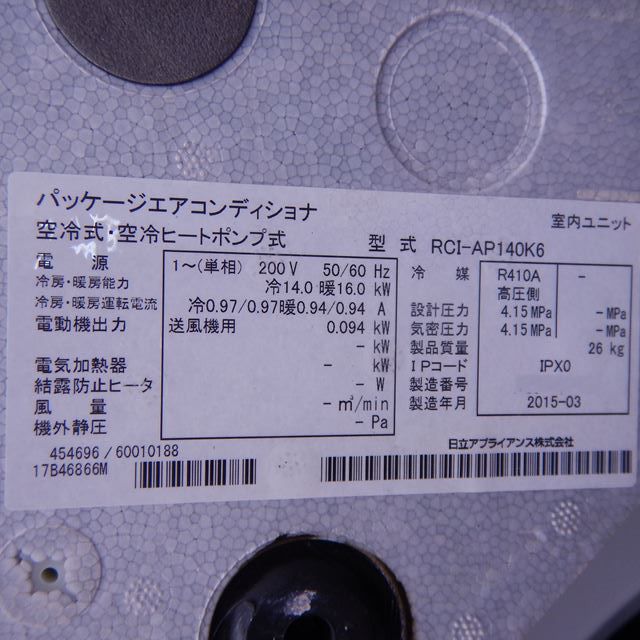 パッケージエアコンディショナ
室内ユニット
空冷式・空冷ヒートポンプ式 型式 RCI-AP140K6
電源 1~(単相) 200V 50/60 Hz
冷房・暖房能力 冷14.0 暖16.0 kW
冷房・暖房運転電流 冷0.97/0.97暖0.94/0.94 A
電動機出力 送風機用 0.094 kW
- kW
電気加熱器 - kW
結露防止ヒータ - W
風量 - m³/min
機外静圧 - Pa
冷媒 R410A -
高圧側
設計圧力 4.15 MPa - MPa
気密圧力 4.15 MPa - MPa
製品質量 26 kg
IPコード IPX0
製造番号
製造年月 2015-03
日立アプライアンス株式会社
454696/60010188
17B46866M